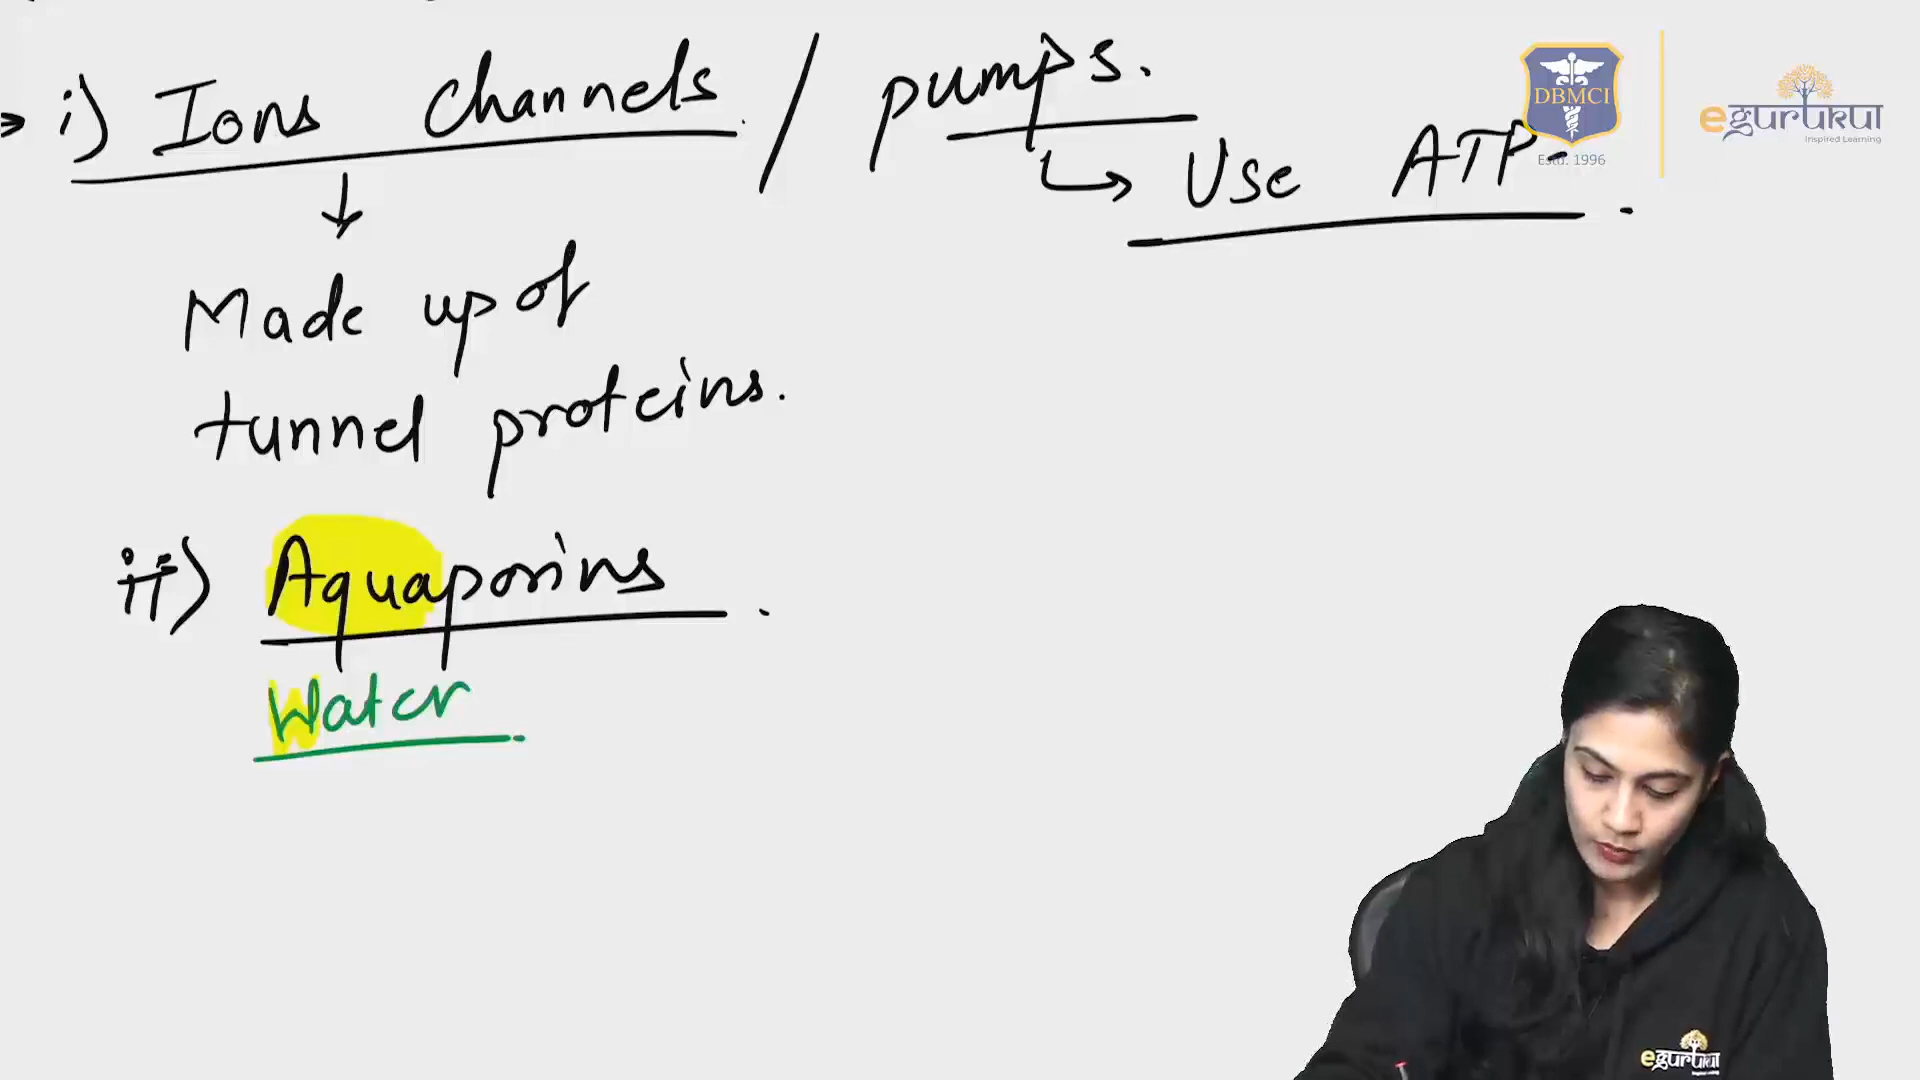 i) Ions channels / pumps.
Use ATP-
Made up of
tunnel proteins.
ii) Aquaporins.
Water
DBMCI
Estd. 1996
egurukul
Inspired Learning
egurukul